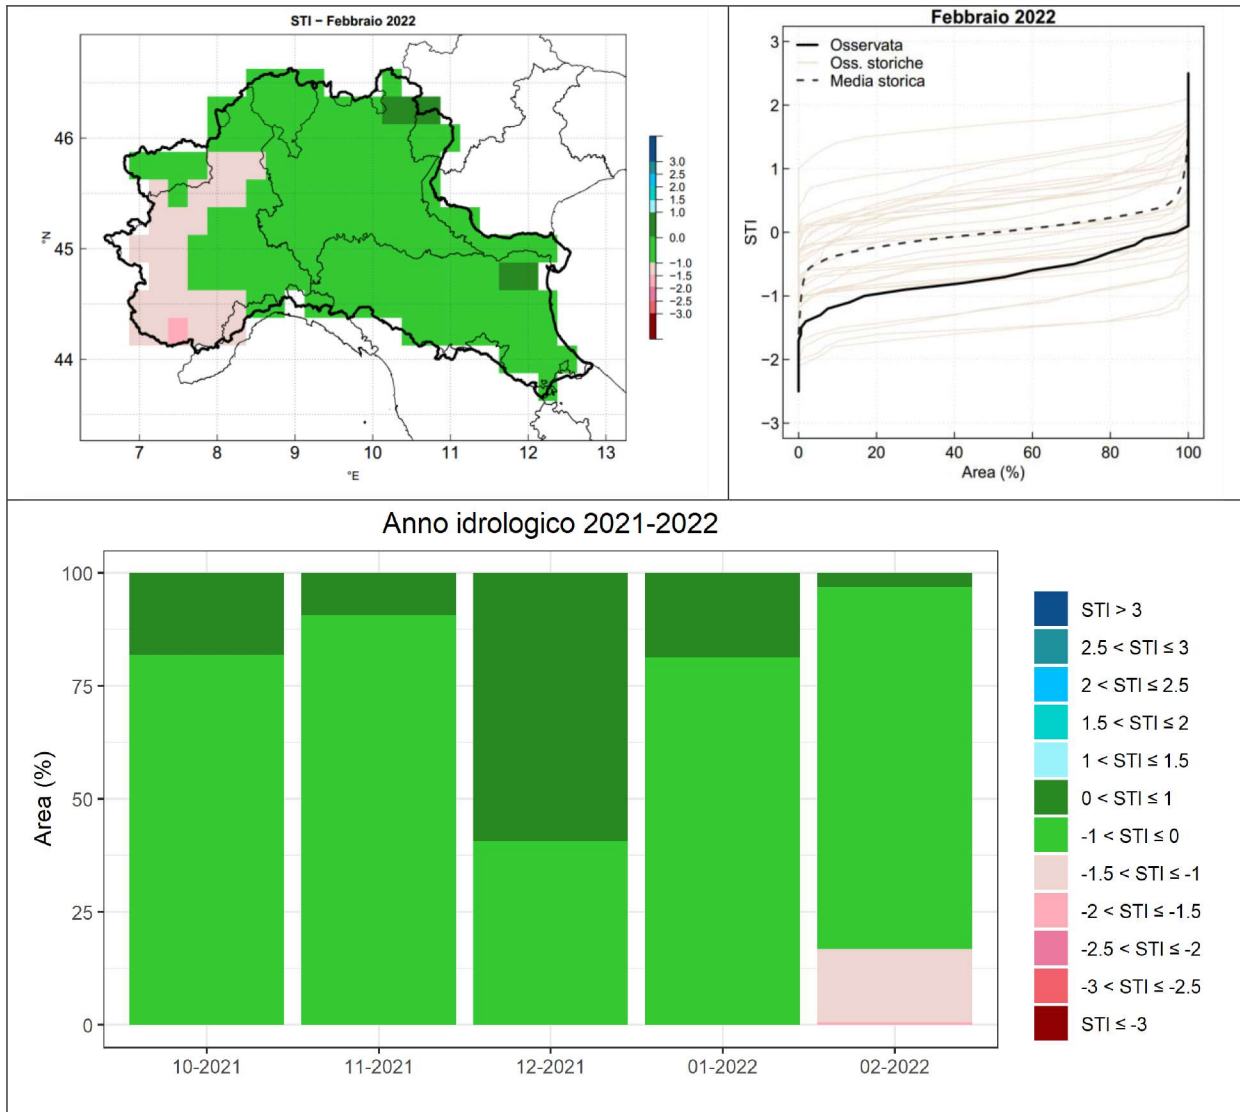 STI − Febbraio 2022
46
45
44
°N
7
8
9
10
11
12
13
°E
3.0
2.5
2.0
1.5
1.0
0.0
−1.0
−1.5
−2.0
−2.5
−3.0
Febbraio 2022
Osservata
Oss. storiche
Media storica
3
2
1
0
−1
−2
−3
STI
0
20
40
60
80
100
Area (%)
Anno idrologico 2021-2022
100
75
50
25
0
Area (%)
10-2021
11-2021
12-2021
01-2022
02-2022
STI > 3
2.5 < STI ≤ 3
2 < STI ≤ 2.5
1.5 < STI ≤ 2
1 < STI ≤ 1.5
0 < STI ≤ 1
-1 < STI ≤ 0
-1.5 < STI ≤ -1
-2 < STI ≤ -1.5
-2.5 < STI ≤ -2
-3 < STI ≤ -2.5
STI ≤ -3